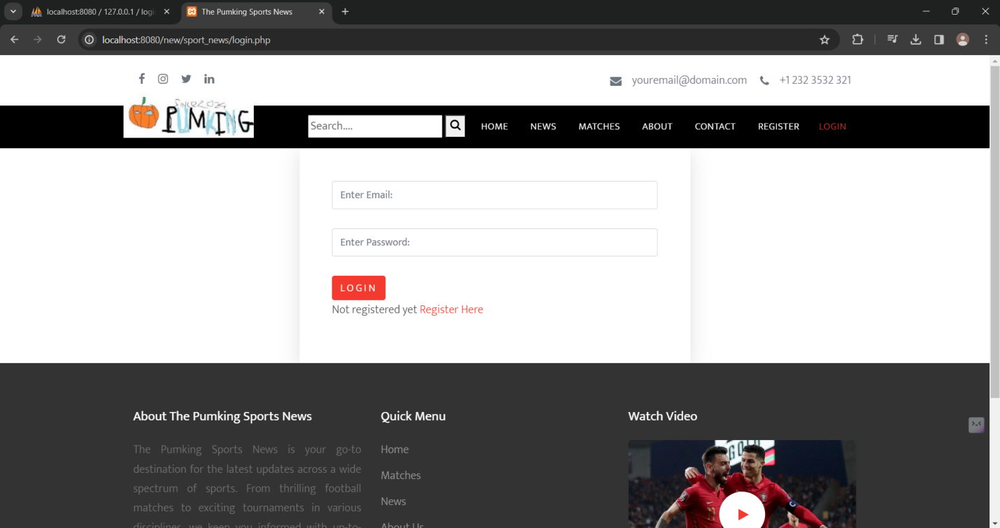 localhost:8080 / 127.0.0.1 / logi
The Pumking Sports News
localhost:8080/new/sport_news/login.php
youremail@domain.com
+1 232 3532 321
Since2024
PUMKING
Search....
HOME
NEWS
MATCHES
ABOUT
CONTACT
REGISTER
LOGIN
Enter Email:
Enter Password:
LOGIN
Not registered yet Register Here
About The Pumking Sports News
The Pumking Sports News is your go-to
destination for the latest updates across a wide
spectrum of sports. From thrilling football
matches to exciting tournaments in various
disciplines, we keep you informed with up-to-
Quick Menu
Home
Matches
News
About Us
Watch Video